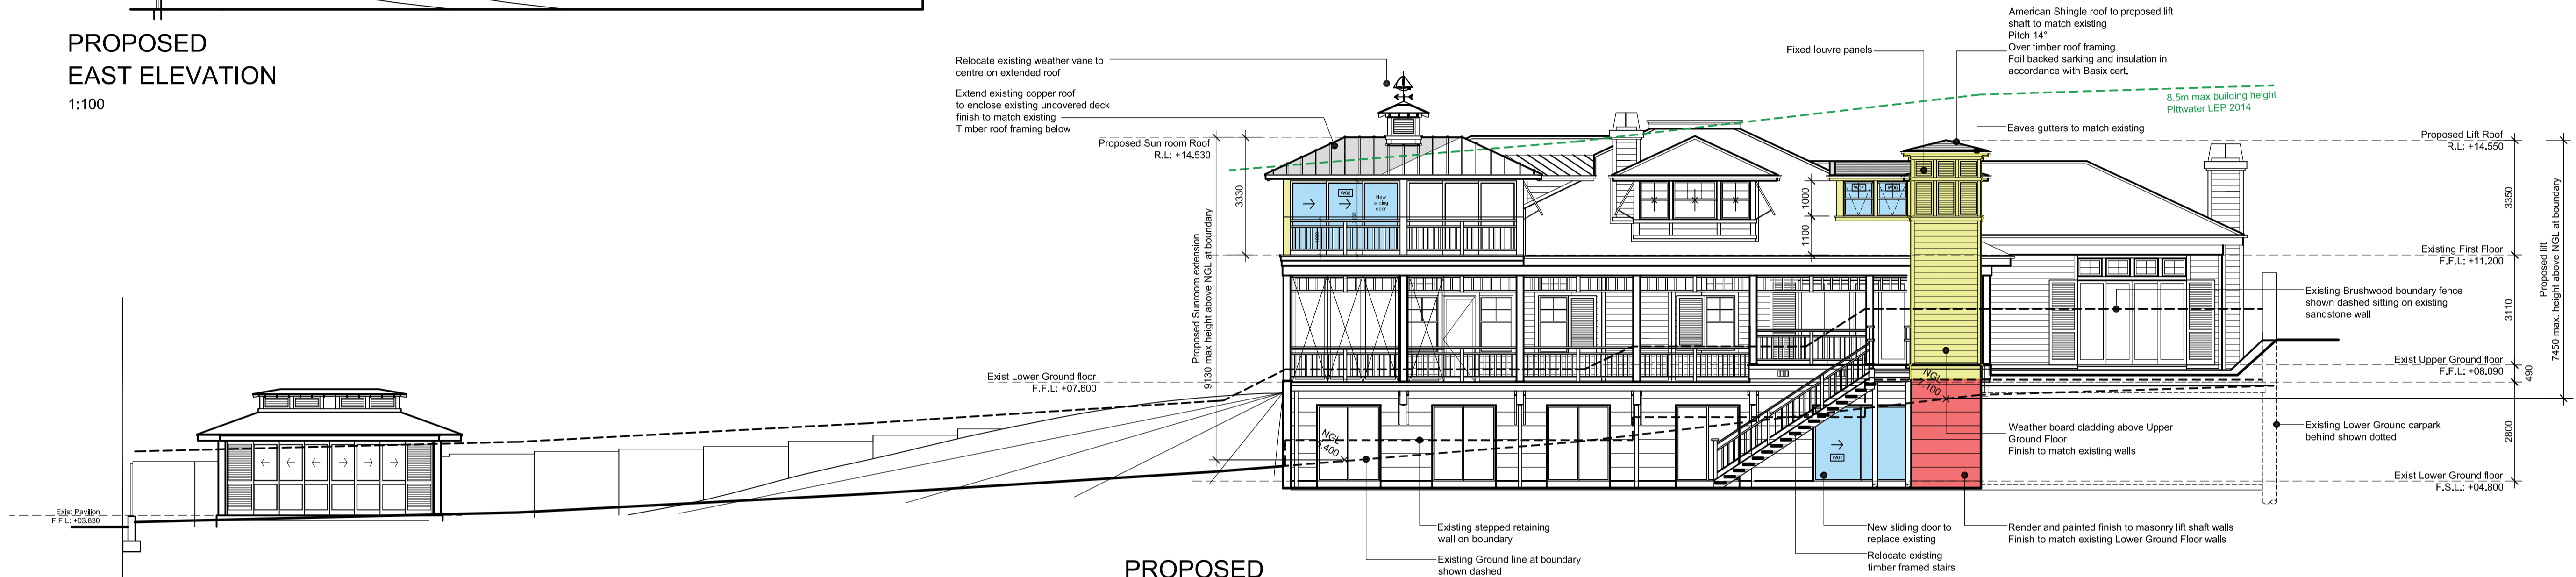 PROPOSED
EAST ELEVATION
1:100
Relocate existing weather vane to
centre on extended roof
Extend existing copper roof
to enclose existing uncovered deck
finish to match existing
Timber roof framing below
Proposed Sun room Roof
R.L: +14.530
3330
Proposed Sunroom extension
9130 max height above NGL at boundary
Exist Lower Ground floor
F.F.L: +07.600
Exist Pavilion
F.F.L: +03.830
W08
New
sliding
door
NGL
Existing stepped retaining
wall on boundary
Existing Ground line at boundary
shown dashed
PROPOSED
Fixed louvre panels
American Shingle roof to proposed lift
shaft to match existing
Pitch 14°
Over timber roof framing
Foil backed sarking and insulation in
accordance with Basix cert.
8.5m max building height
Pittwater LEP 2014
Eaves gutters to match existing
1000
1100
W07
W06
NGL
W01
Proposed Lift Roof
R.L: +14.550
3350
Existing First Floor
F.F.L: +11.200
Existing Brushwood boundary fence
shown dashed sitting on existing
sandstone wall
3110
Exist Upper Ground floor
F.F.L: +08.090
490
Proposed lift
7450 max. height above NGL at boundary
Weather board cladding above Upper
Ground Floor
Finish to match existing walls
Existing Lower Ground carpark
behind shown dotted
2800
Exist Lower Ground floor
F.S.L.: +04.800
New sliding door to
replace existing
Relocate existing
timber framed stairs
Render and painted finish to masonry lift shaft walls
Finish to match existing Lower Ground Floor walls